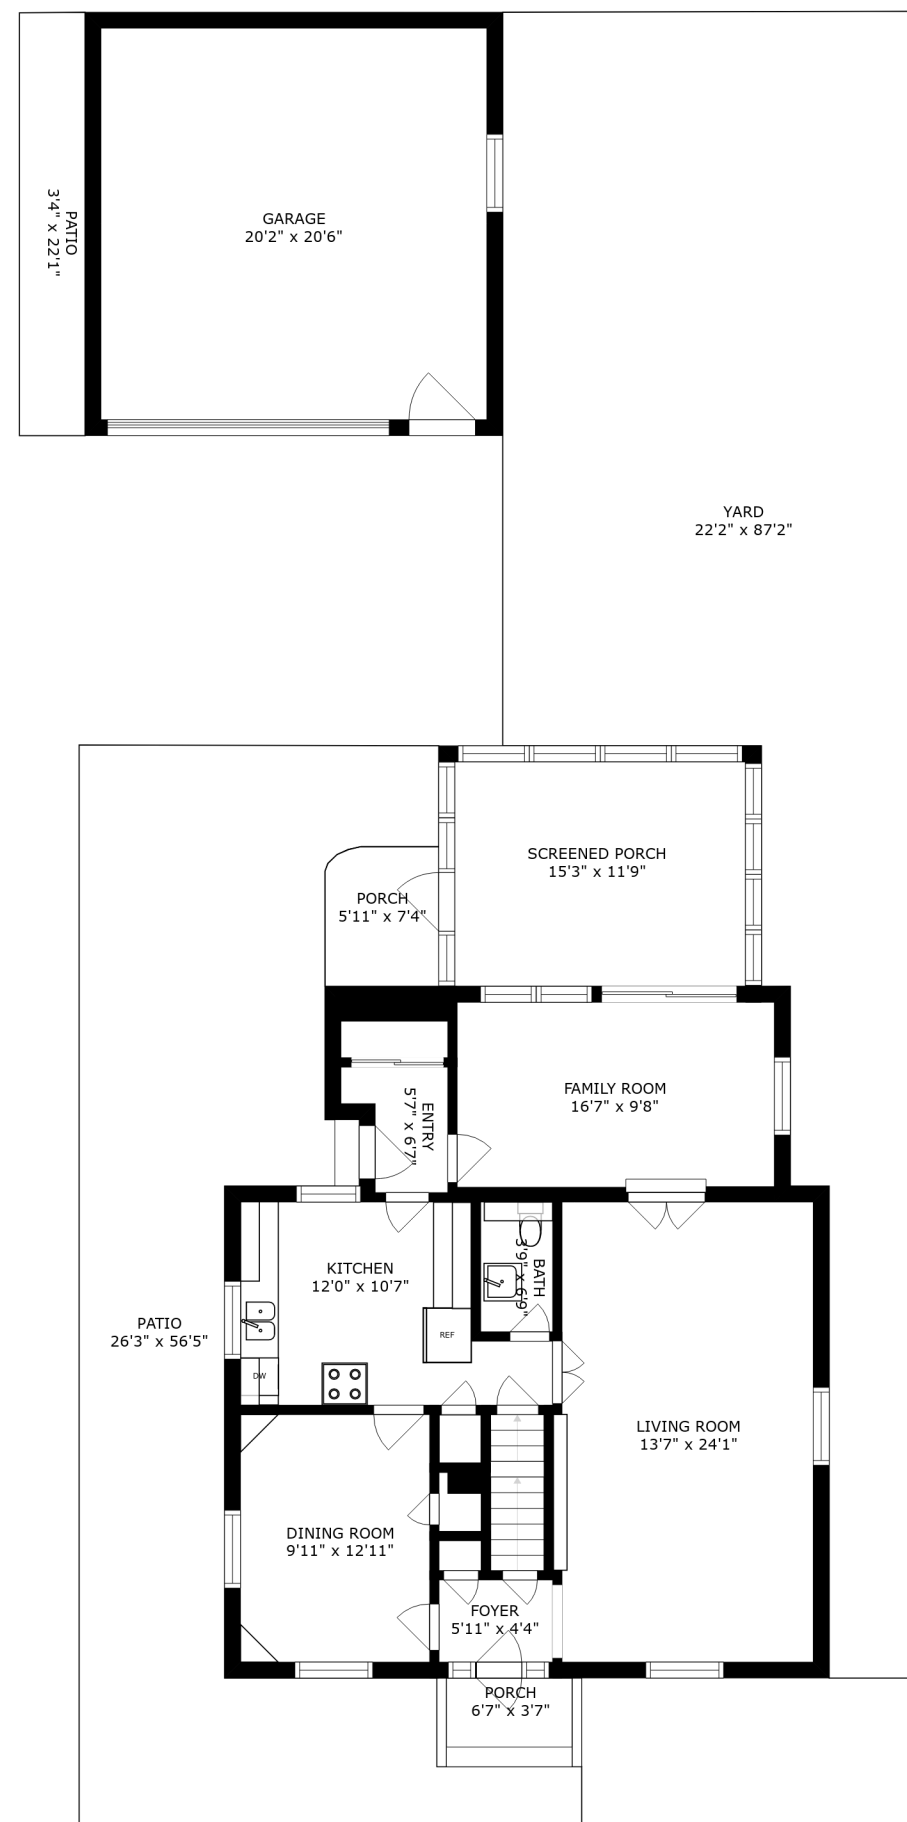 GARAGE
20'2" x 20'6"
PATIO
3'4" x 22'1"
YARD
22'2" x 87'2"
SCREENED PORCH
15'3" x 11'9"
PORCH
5'11" x 7'4"
FAMILY ROOM
16'7" x 9'8"
ENTRY
5'7" x 6'7"
KITCHEN
12'0" x 10'7"
BATH
3'9" x 6'9"
REF
DW
PATIO
26'3" x 56'5"
LIVING ROOM
13'7" x 24'1"
DINING ROOM
9'11" x 12'11"
FOYER
5'11" x 4'4"
PORCH
6'7" x 3'7"